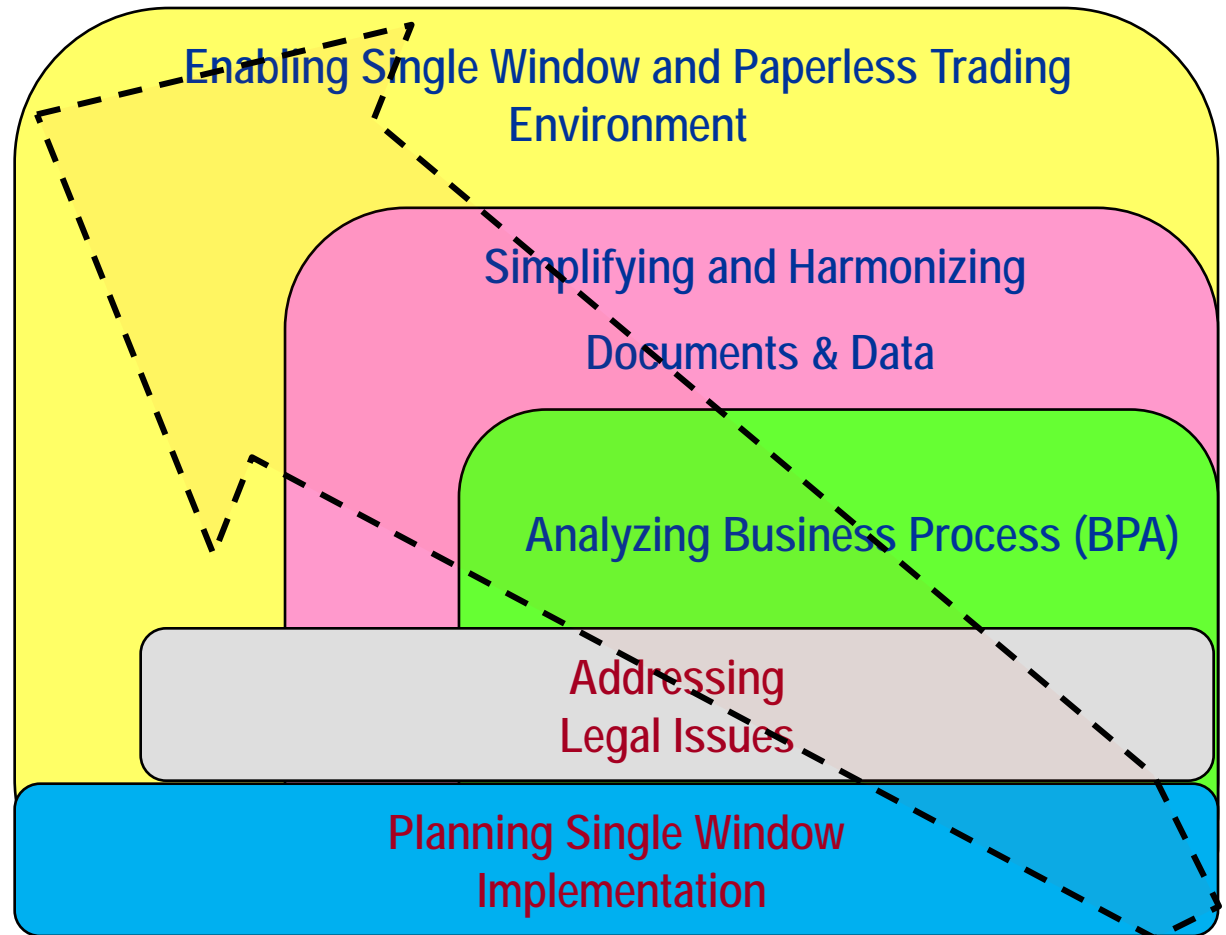 Enabling Single Window and Paperless Trading
Environment
Simplifying and Harmonizing
Documents & Data
Analyzing Business Process (BPA)
Addressing
Legal Issues
Planning Single Window
Implementation